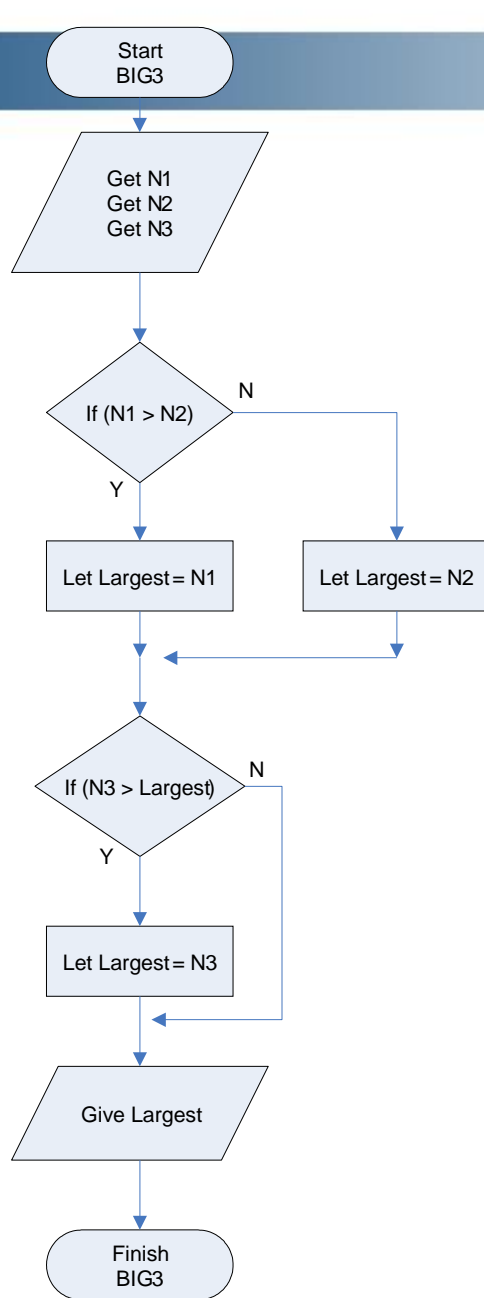 Start
BIG3
Get N1
Get N2
Get N3
If (N1 > N2)
N
Y
Let Largest = N1
Let Largest = N2
If (N3 > Largest)
N
Y
Let Largest = N3
Give Largest
Finish
BIG3